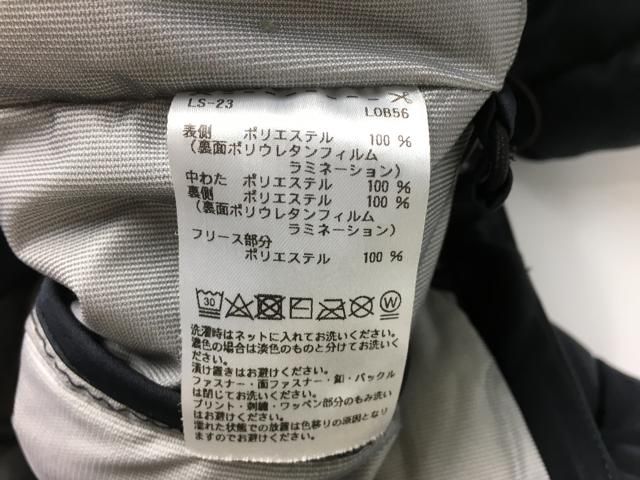 LS-23 LOB56
表側 ポリエステル 100 %
(裏面ポリウレタンフィルム
ラミネーション)
中わた ポリエステル 100 %
裏側 ポリエステル 100 %
(裏面ポリウレタンフィルム
ラミネーション)
フリース部分
ポリエステル 100 %
30 W
洗濯時はネットに入れてお洗いください。
濃色の場合は淡色のものと分けてお洗いく
ださい。
漬け置きはお避けください。
ファスナー・面ファスナー・釦・バックル
は閉じてお洗いください。
プリント・刺繍・ワッペン部分のもみ洗い
はお避けください。
濡れた状態での放置は色移りの原因となり
ますのでお避けください。